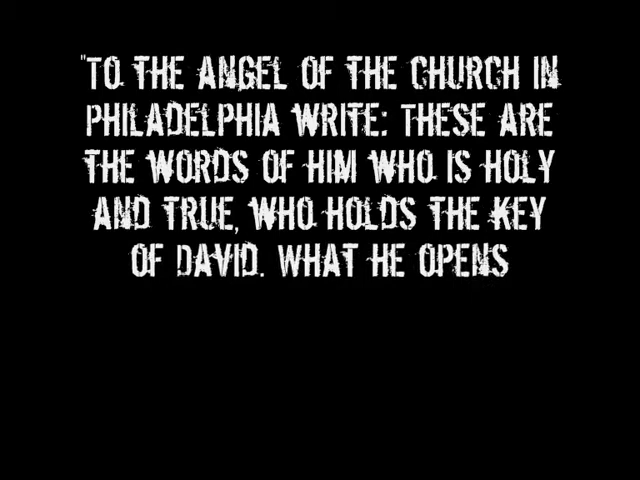 "TO THE ANGEL OF THE CHURCH IN
PHILADELPHIA WRITE: THESE ARE
THE WORDS OF HIM WHO IS HOLY
AND TRUE, WHO HOLDS THE KEY
OF DAVID. WHAT HE OPENS